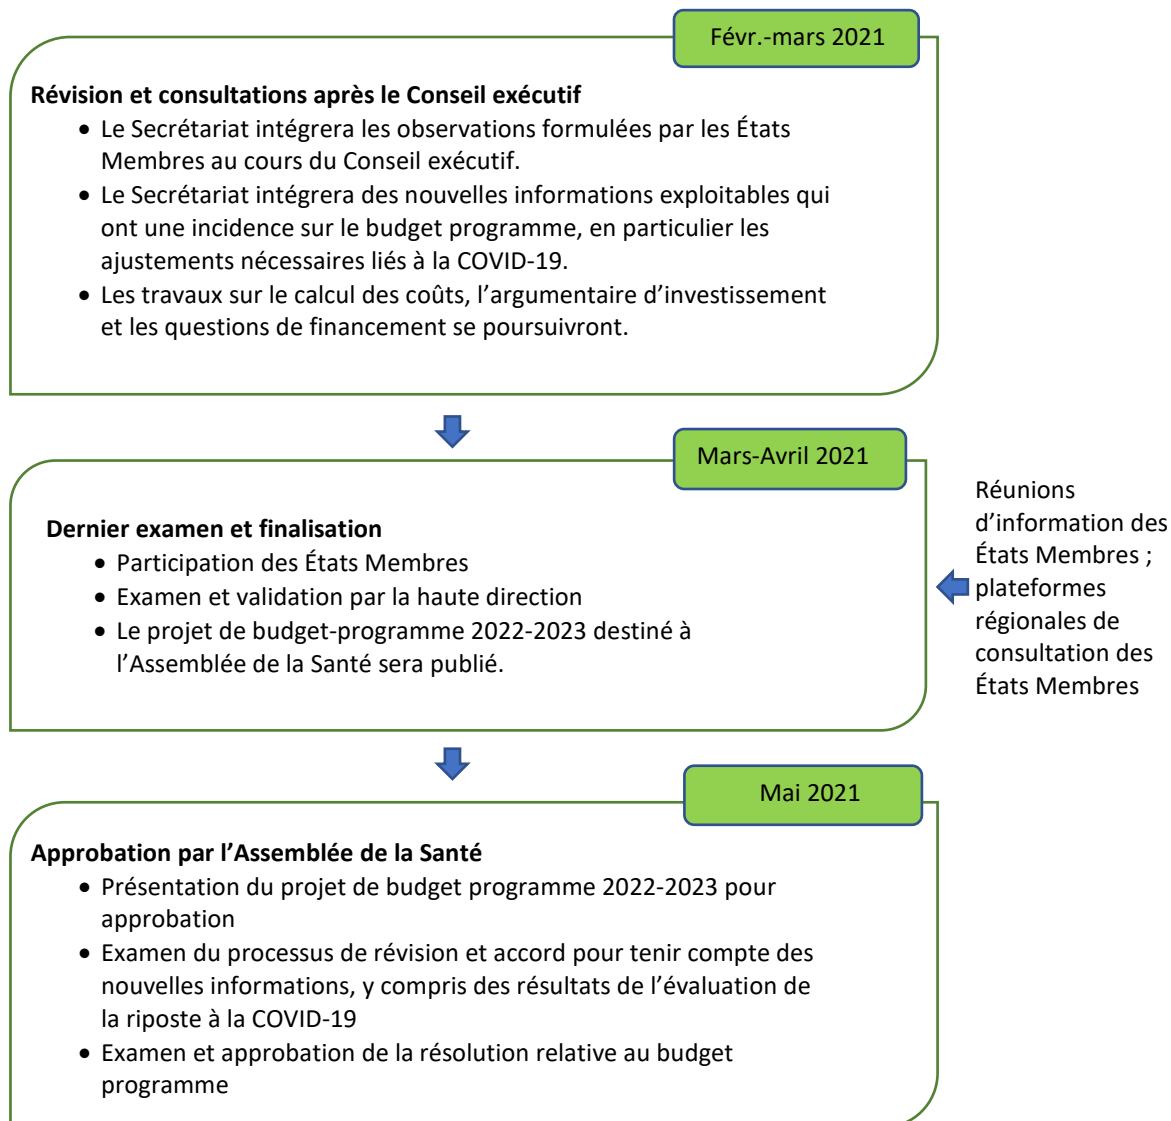 Févr.-mars 2021
Révision et consultations après le Conseil exécutif
• Le Secrétariat intégrera les observations formulées par les États
Membres au cours du Conseil exécutif.
• Le Secrétariat intégrera des nouvelles informations exploitables qui
ont une incidence sur le budget programme, en particulier les
ajustements nécessaires liés à la COVID-19.
• Les travaux sur le calcul des coûts, l’argumentaire d’investissement
et les questions de financement se poursuivront.
Mars-Avril 2021
Dernier examen et finalisation
• Participation des États Membres
• Examen et validation par la haute direction
• Le projet de budget-programme 2022-2023 destiné à
l’Assemblée de la Santé sera publié.
Réunions
d’information des
États Membres ;
plateformes
régionales de
consultation des
États Membres
Mai 2021
Approbation par l’Assemblée de la Santé
• Présentation du projet de budget programme 2022-2023 pour
approbation
• Examen du processus de révision et accord pour tenir compte des
nouvelles informations, y compris des résultats de l’évaluation de
la riposte à la COVID-19
• Examen et approbation de la résolution relative au budget
programme